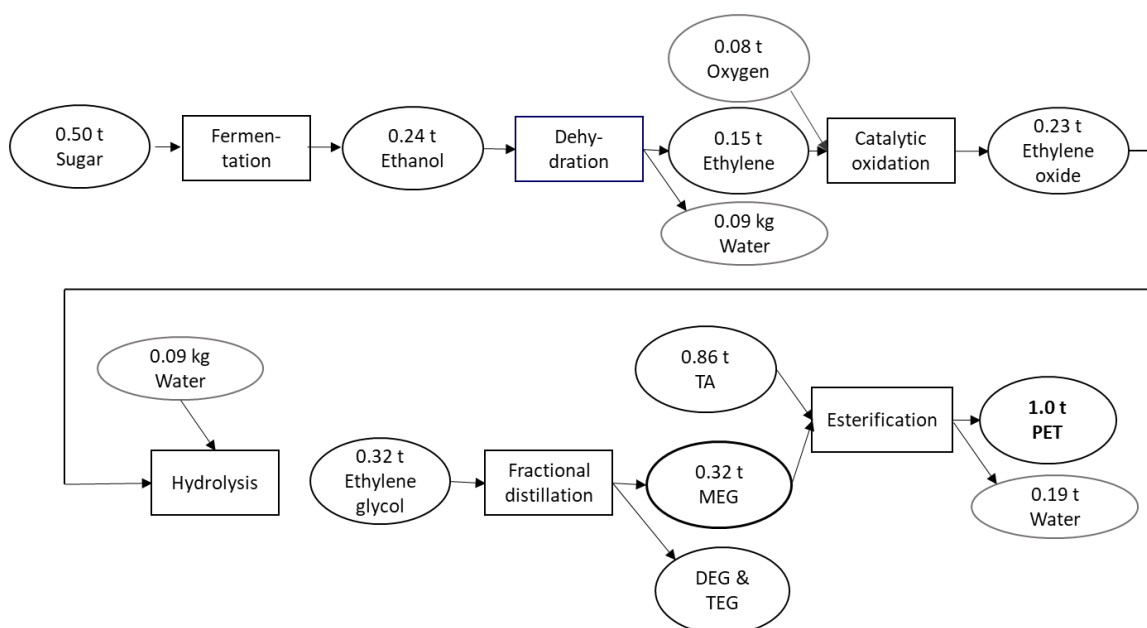 0.08 t
Oxygen
0.50 t
Sugar
Fermen-
tation
0.24 t
Ethanol
Dehy-
dration
0.15 t
Ethylene
Catalytic
oxidation
0.23 t
Ethylene
oxide
0.09 kg
Water
0.09 kg
Water
Hydrolysis
0.32 t
Ethylene
glycol
Fractional
distillation
0.86 t
TA
0.32 t
MEG
DEG &
TEG
Esterification
1.0 t
PET
0.19 t
Water